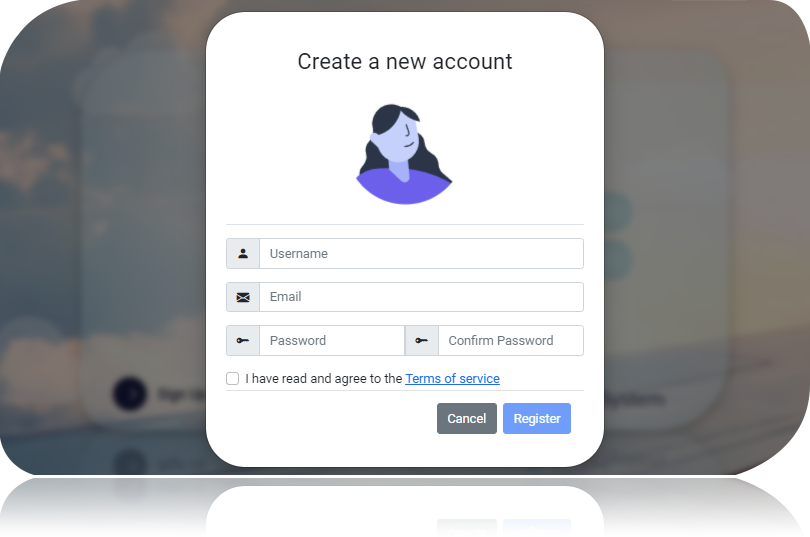 Create a new account
Username
Email
Password Confirm Password
I have read and agree to the Terms of service
Cancel Register